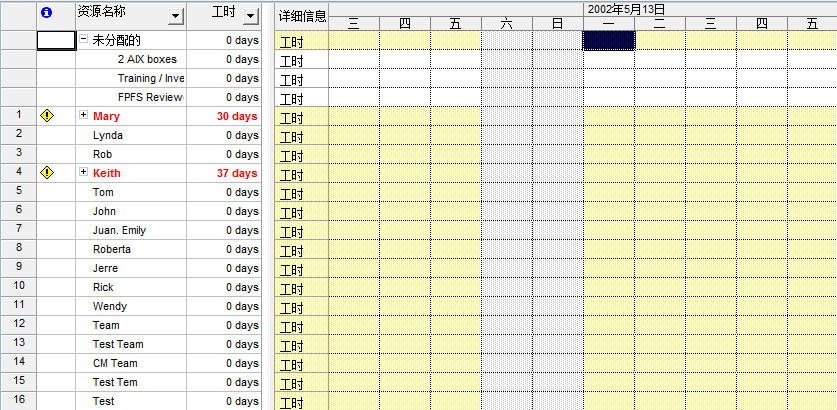 资源名称 工时 详细信息 2002年5月13日
三 四 五 六 日 一 二 三 四 五
未分配的 0 days 工时
2 AIX boxes 0 days 工时
Training / Inve 0 days 工时
FPFS Review 0 days 工时
1 Mary 30 days 工时
2 Lynda 0 days 工时
3 Rob 0 days 工时
4 Keith 37 days 工时
5 Tom 0 days 工时
6 John 0 days 工时
7 Juan. Emily 0 days 工时
8 Roberta 0 days 工时
9 Jerre 0 days 工时
10 Rick 0 days 工时
11 Wendy 0 days 工时
12 Team 0 days 工时
13 Test Team 0 days 工时
14 CM Team 0 days 工时
15 Test Tem 0 days 工时
16 Test 0 days 工时